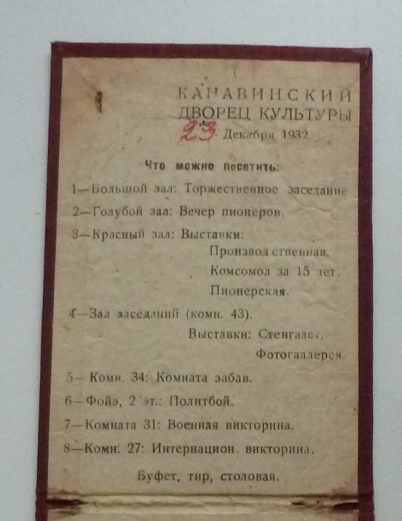 КАНАВИНСКИЙ
ДВОРЕЦ КУЛЬТУРЫ
23 Декабря 1932
Что можно посетить:
1—Большой зал: Торжественное заседание
2—Голубой зал: Вечер пионеров.
3—Красный зал: Выставки:
Производственная.
Комсомол за 15 лет.
Пионерская.
4—Зал заседаний (комн. 43).
Выставки: Стенгазет.
Фотогаллерея
5—Комн. 34: Комната забав.
6—Фойэ, 2 эт.: Политбой.
7—Комната 31: Военная викторина.
8—Комн. 27: Интернацион. викторина.
Буфет, тир, столовая.